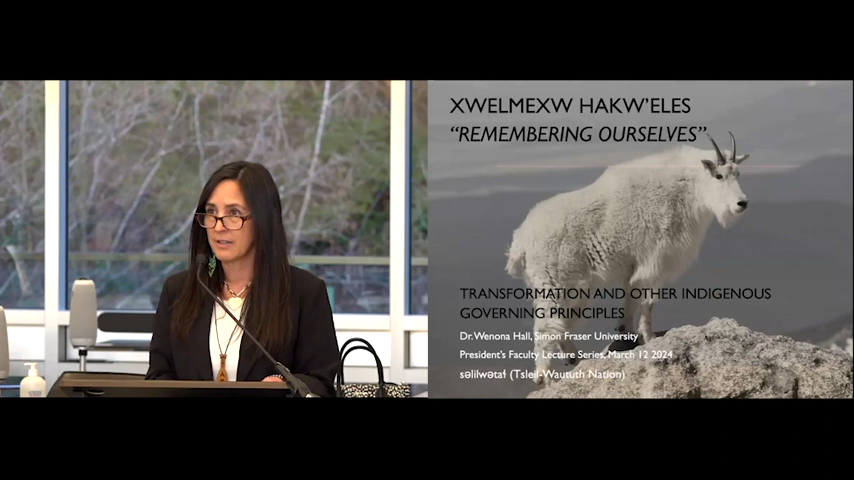 XWELMEXW HAKW'ELES
"REMEMBERING OURSELVES"
TRANSFORMATION AND OTHER INDIGENOUS
GOVERNING PRINCIPLES
Dr. Wenona Hall, Simon Fraser University
President's Faculty Lecture Series, March 12 2024
səlilwətaɬ (Tsleil-Waututh Nation)